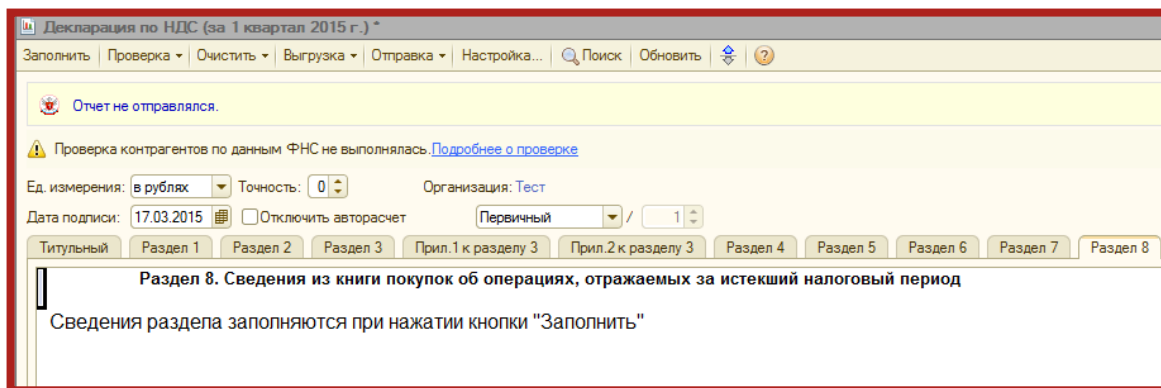 Декларация по НДС (за 1 квартал 2015 г.) *
Заполнить Проверка Очистить Выгрузка Отправка Настройка... Поиск Обновить ?
Отчет не отправлялся.
Проверка контрагентов по данным ФНС не выполнялась. Подробнее о проверке
Ед. измерения: в рублях Точность: 0 Организация: Тест
Дата подписи: 17.03.2015 Отключить авторасчет Первичный / 1
Титульный Раздел 1 Раздел 2 Раздел 3 Прил.1 к разделу 3 Прил.2 к разделу 3 Раздел 4 Раздел 5 Раздел 6 Раздел 7 Раздел 8
Раздел 8. Сведения из книги покупок об операциях, отражаемых за истекший налоговый период
Сведения раздела заполняются при нажатии кнопки "Заполнить"